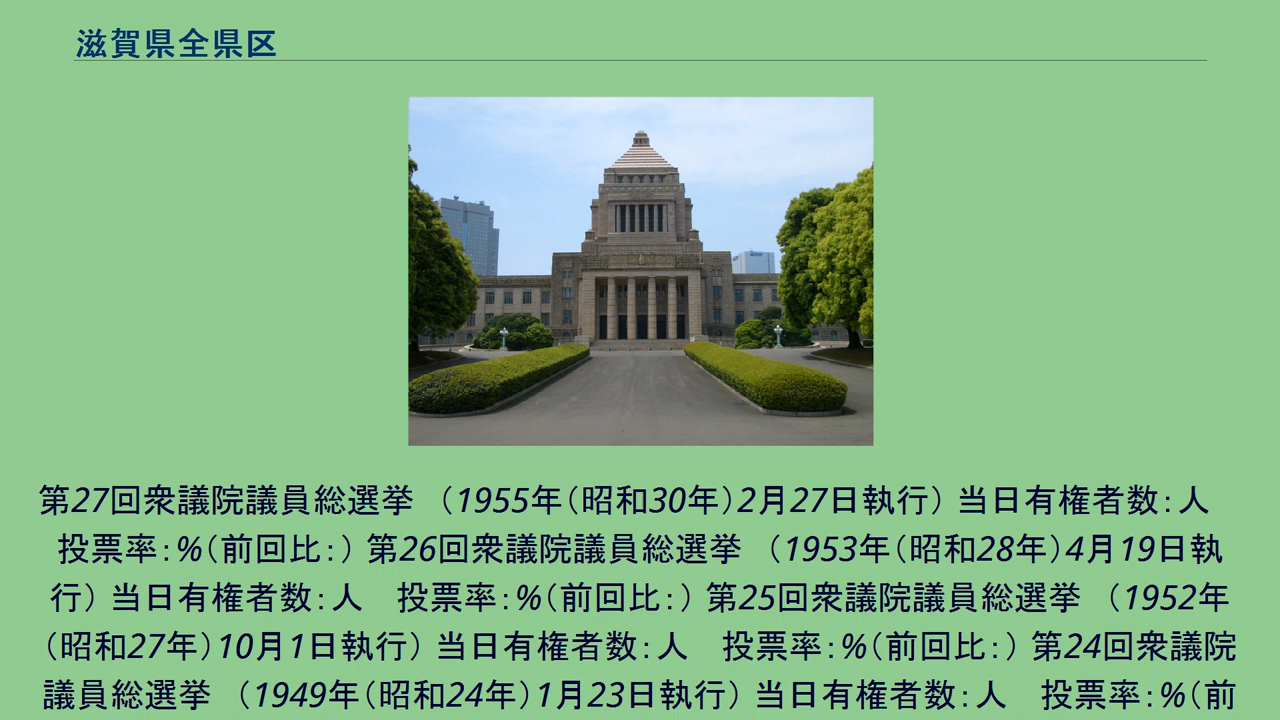 滋賀県全県区
第27回衆議院議員総選挙　（1955年（昭和30年）2月27日執行） 当日有権者数：人
投票率：%（前回比：） 第26回衆議院議員総選挙　（1953年（昭和28年）4月19日執
行） 当日有権者数：人　投票率：%（前回比：） 第25回衆議院議員総選挙　（1952年
（昭和27年）10月1日執行） 当日有権者数：人　投票率：%（前回比：） 第24回衆議院
議員総選挙　（1949年（昭和24年）1月23日執行） 当日有権者数：人　投票率：%（前